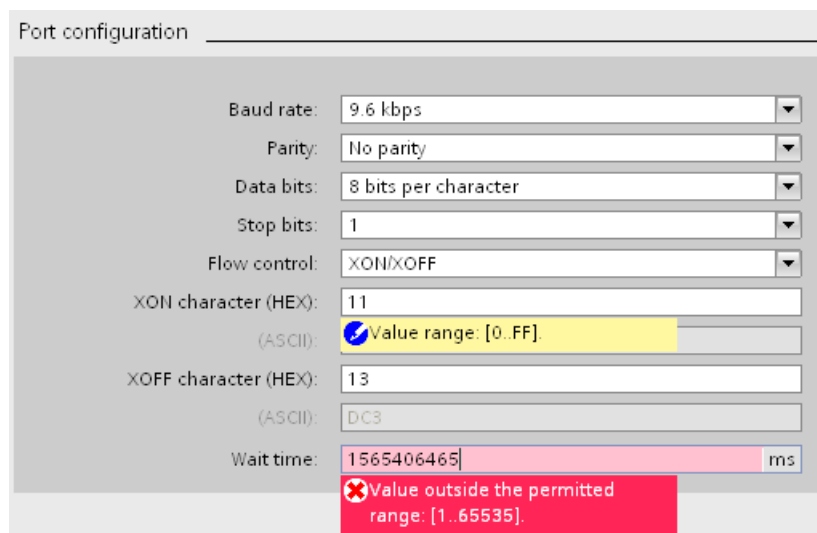 Port configuration
Baud rate: 9.6 kbps
Parity: No parity
Data bits: 8 bits per character
Stop bits: 1
Flow control: XON/XOFF
XON character (HEX): 11
(ASCII):
Value range: [0..FF].
XOFF character (HEX): 13
(ASCII): DC3
Wait time: 1565406465 ms
Value outside the permitted
range: [1..65535].